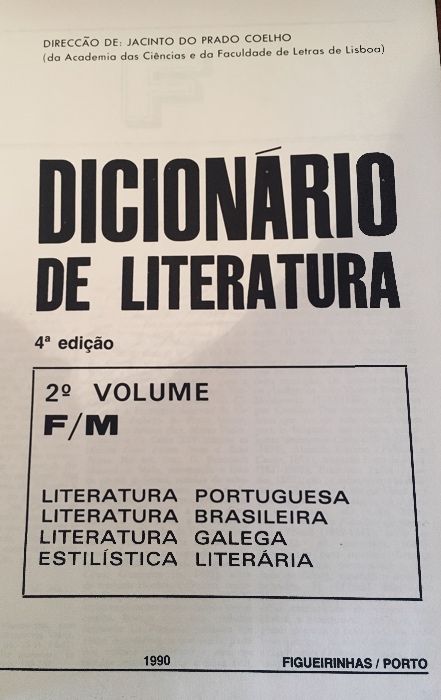 DIRECCÃO DE: JACINTO DO PRADO COELHO
(da Academia das Ciências e da Faculdade de Letras de Lisboa)
DICIONÁRIO
DE LITERATURA
4ª edição
2º VOLUME
F/M
LITERATURA PORTUGUESA
LITERATURA BRASILEIRA
LITERATURA GALEGA
ESTILÍSTICA LITERÁRIA
1990 FIGUEIRINHAS / PORTO